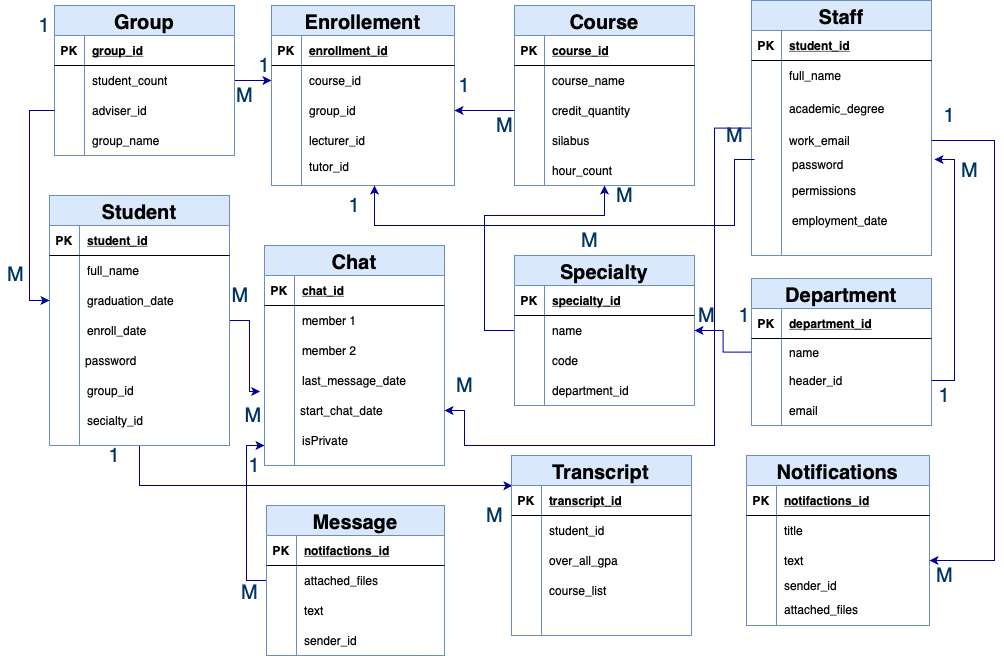 1
Group
PK group_id
student_count
adviser_id
group_name
M
1
Enrollement
PK enrollment_id
course_id
group_id
lecturer_id
tutor_id
1
M
Course
PK course_id
course_name
credit_quantity
silabus
hour_count
M
Staff
PK student_id
full_name
academic_degree
work_email
password
permissions
employment_date
M
1
M
1
M
M
Student
PK student_id
full_name
graduation_date
enroll_date
password
group_id
secialty_id
M
M
1
Chat
PK chat_id
member 1
member 2
last_message_date
start_chat_date
isPrivate
M
1
Specialty
PK specialty_id
name
code
department_id
M
1
Department
PK department_id
name
header_id
email
1
Message
PK notifactions_id
attached_files
text
sender_id
M
Transcript
PK transcript_id
student_id
over_all_gpa
course_list
M
Notifications
PK notifactions_id
title
text
sender_id
attached_files
M